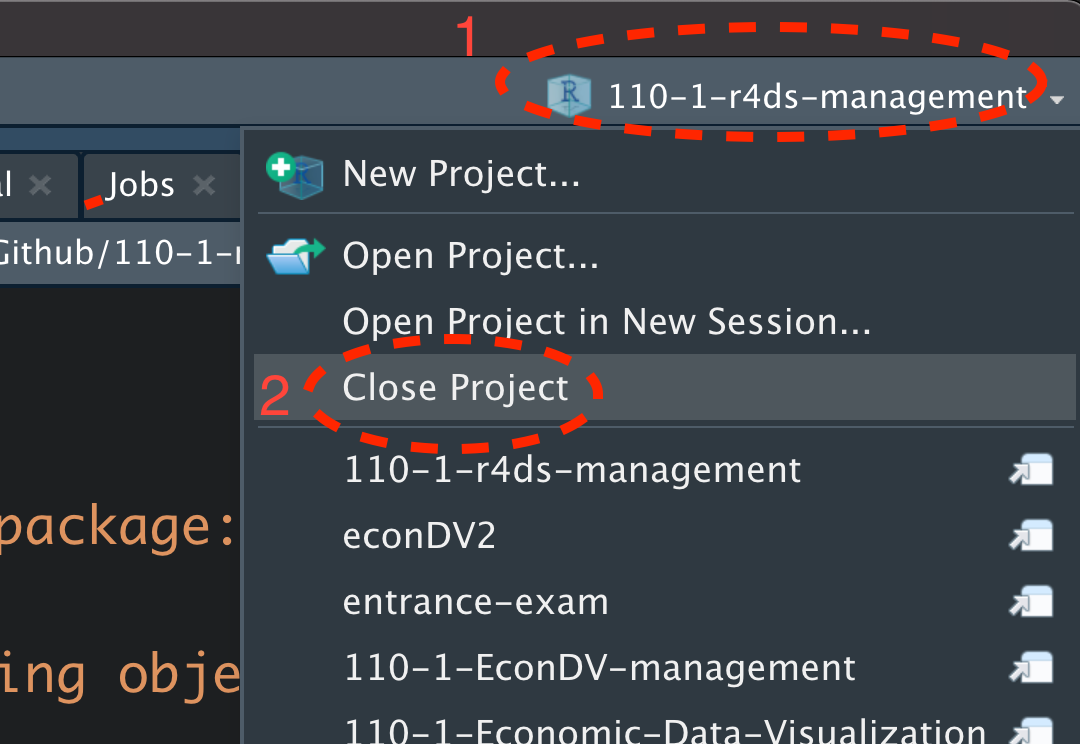 1
110-1-r4ds-management
New Project...
Jobs
Open Project...
Github/110-1-
Open Project in New Session...
2 Close Project
110-1-r4ds-management
econDV2
package:
entrance-exam
110-1-EconDV-management
ing obje
110-1-Economic-Data-Visualization